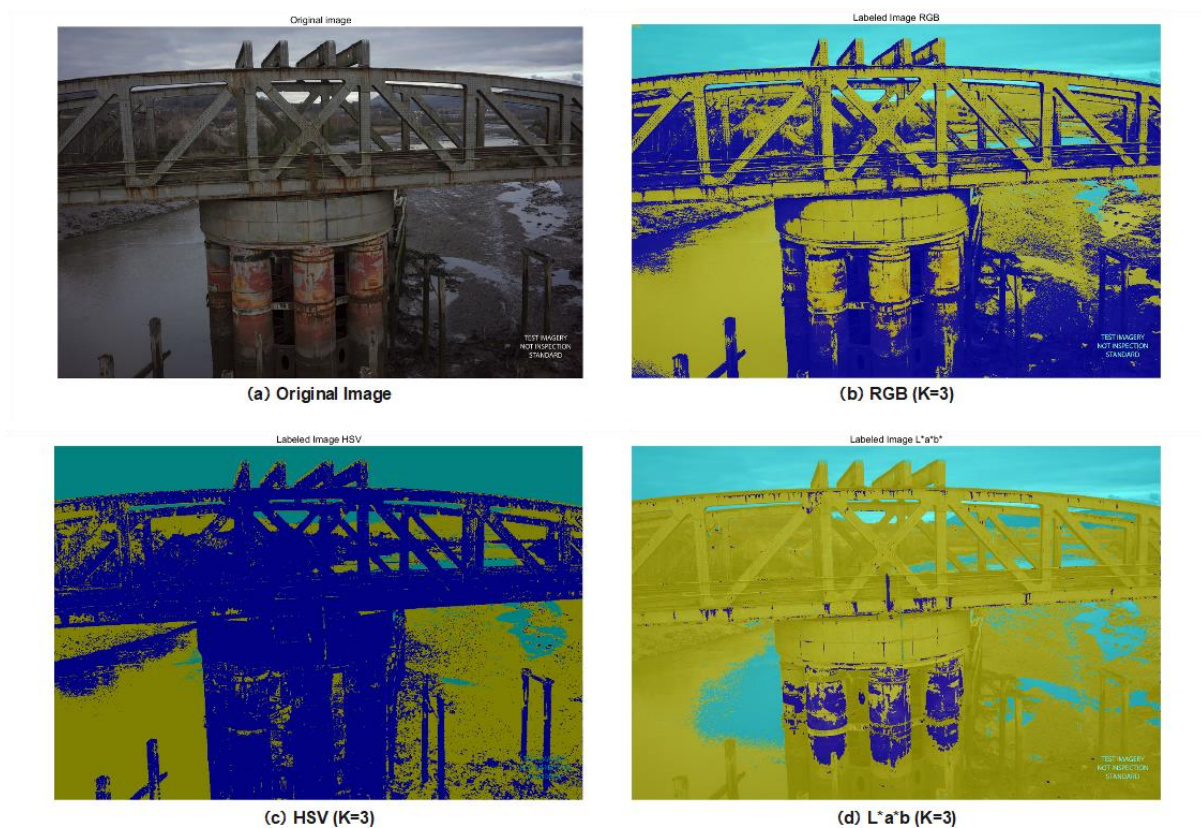 Original image
Labeled Image RGB
TEST IMAGERY
NOT INSPECTION
STANDARD
TEST IMAGERY
NOT INSPECTION
STANDARD
(a) Original Image
(b) RGB (K=3)
Labeled Image HSV
Labeled Image L*a*b*
TEST IMAGERY
NOT INSPECTION
STANDARD
(c) HSV (K=3)
(d) L*a*b (K=3)